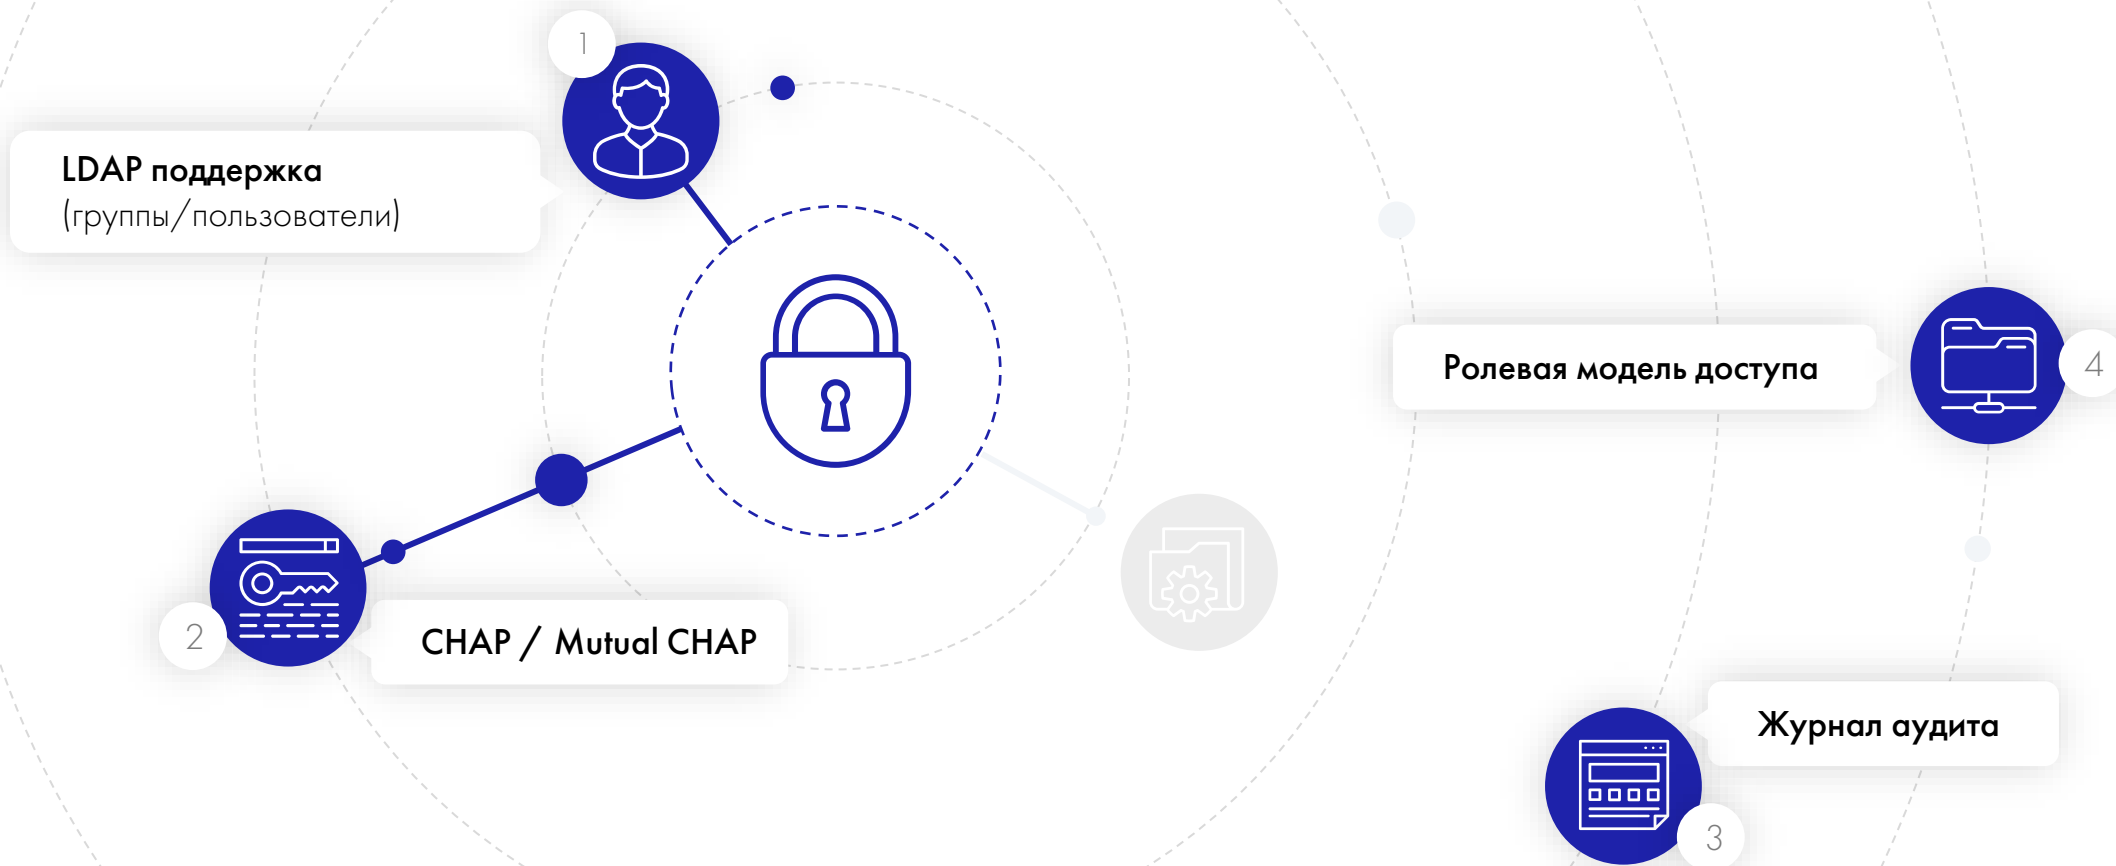 1
LDAP поддержка
(группы/пользователи)
2
CHAP / Mutual CHAP
Ролевая модель доступа
4
Журнал аудита
3